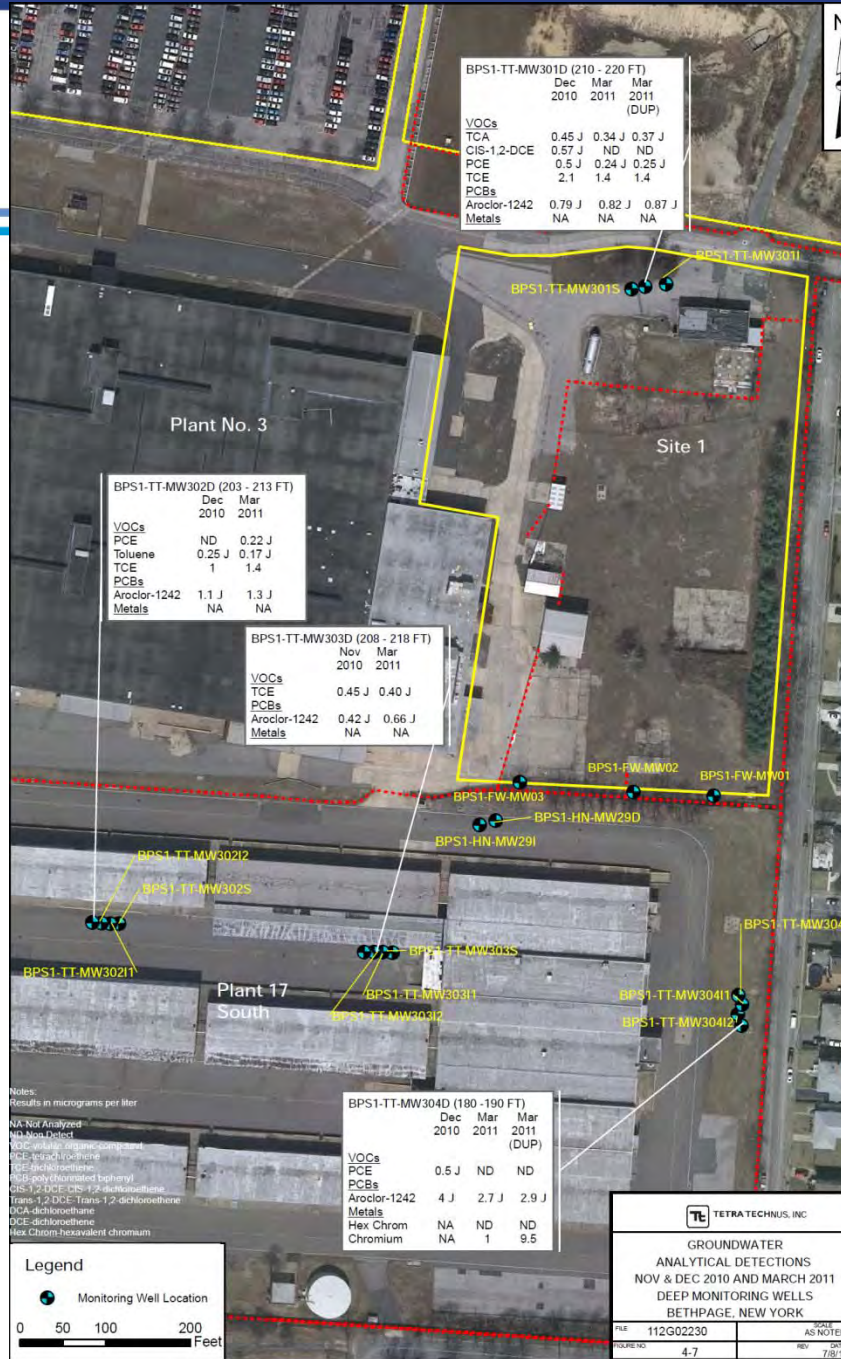 N
BPS1-TT-MW301D (210 - 220 FT)
Dec Mar Mar
2010 2011 2011
(DUP)
VOCs
TCA 0.45 J 0.34 J 0.37 J
CIS-1,2-DCE 0.57 J ND ND
PCE 0.5 J 0.24 J 0.25 J
TCE 2.1 1.4 1.4
PCBs
Aroclor-1242 0.79 J 0.82 J 0.87 J
Metals NA NA NA
BPS1-TT-MW301I
BPS1-TT-MW301S
Plant No. 3
Site 1
BPS1-TT-MW302D (203 - 213 FT)
Dec Mar
2010 2011
VOCs
PCE ND 0.22 J
Toluene 0.25 J 0.17 J
TCE 1 1.4
PCBs
Aroclor-1242 1.1 J 1.3 J
Metals NA NA
BPS1-TT-MW303D (208 - 218 FT)
Nov Mar
2010 2011
VOCs
TCE 0.45 J 0.40 J
PCBs
Aroclor-1242 0.42 J 0.66 J
Metals NA NA
BPS1-FW-MW02
BPS1-FW-MW03
BPS1-FW-MW01
BPS1-HN-MW29D
BPS1-HN-MW29I
BPS1-TT-MW302I2
BPS1-TT-MW302S
BPS1-TT-MW302I1
BPS1-TT-MW303S
BPS1-TT-MW303I1
BPS1-TT-MW303I2
Plant 17
South
BPS1-TT-MW304
BPS1-TT-MW304I1
BPS1-TT-MW304I2
BPS1-TT-MW304D (180 -190 FT)
Dec Mar Mar
2010 2011 2011
(DUP)
VOCs
PCE 0.5 J ND ND
PCBs
Aroclor-1242 4 J 2.7 J 2.9 J
Metals
Hex Chrom NA ND ND
Chromium NA 1 9.5
Notes:
Results in micrograms per liter
NA-Not Analyzed
ND-Non Detect
VOC-volatile organic compound
PCE-tetrachroethene
TCE-trichloroethene
PCB-polychlorinated biphenyl
CIS-1,2-DCE-CIS-1,2-dichloroethene
Trans-1,2-DCE-Trans-1,2-dichloroethene
DCA-dichloroethane
DCE-dichloroethene
Hex Chrom-hexavalent chromium
Legend
Monitoring Well Location
0 50 100 200
Feet
Tt TETRA TECH NUS, INC
GROUNDWATER
ANALYTICAL DETECTIONS
NOV & DEC 2010 AND MARCH 2011
DEEP MONITORING WELLS
BETHPAGE, NEW YORK
FILE 112G02230
SCALE
AS NOTE
FIGURE NO. 4-7
REV
7/8/